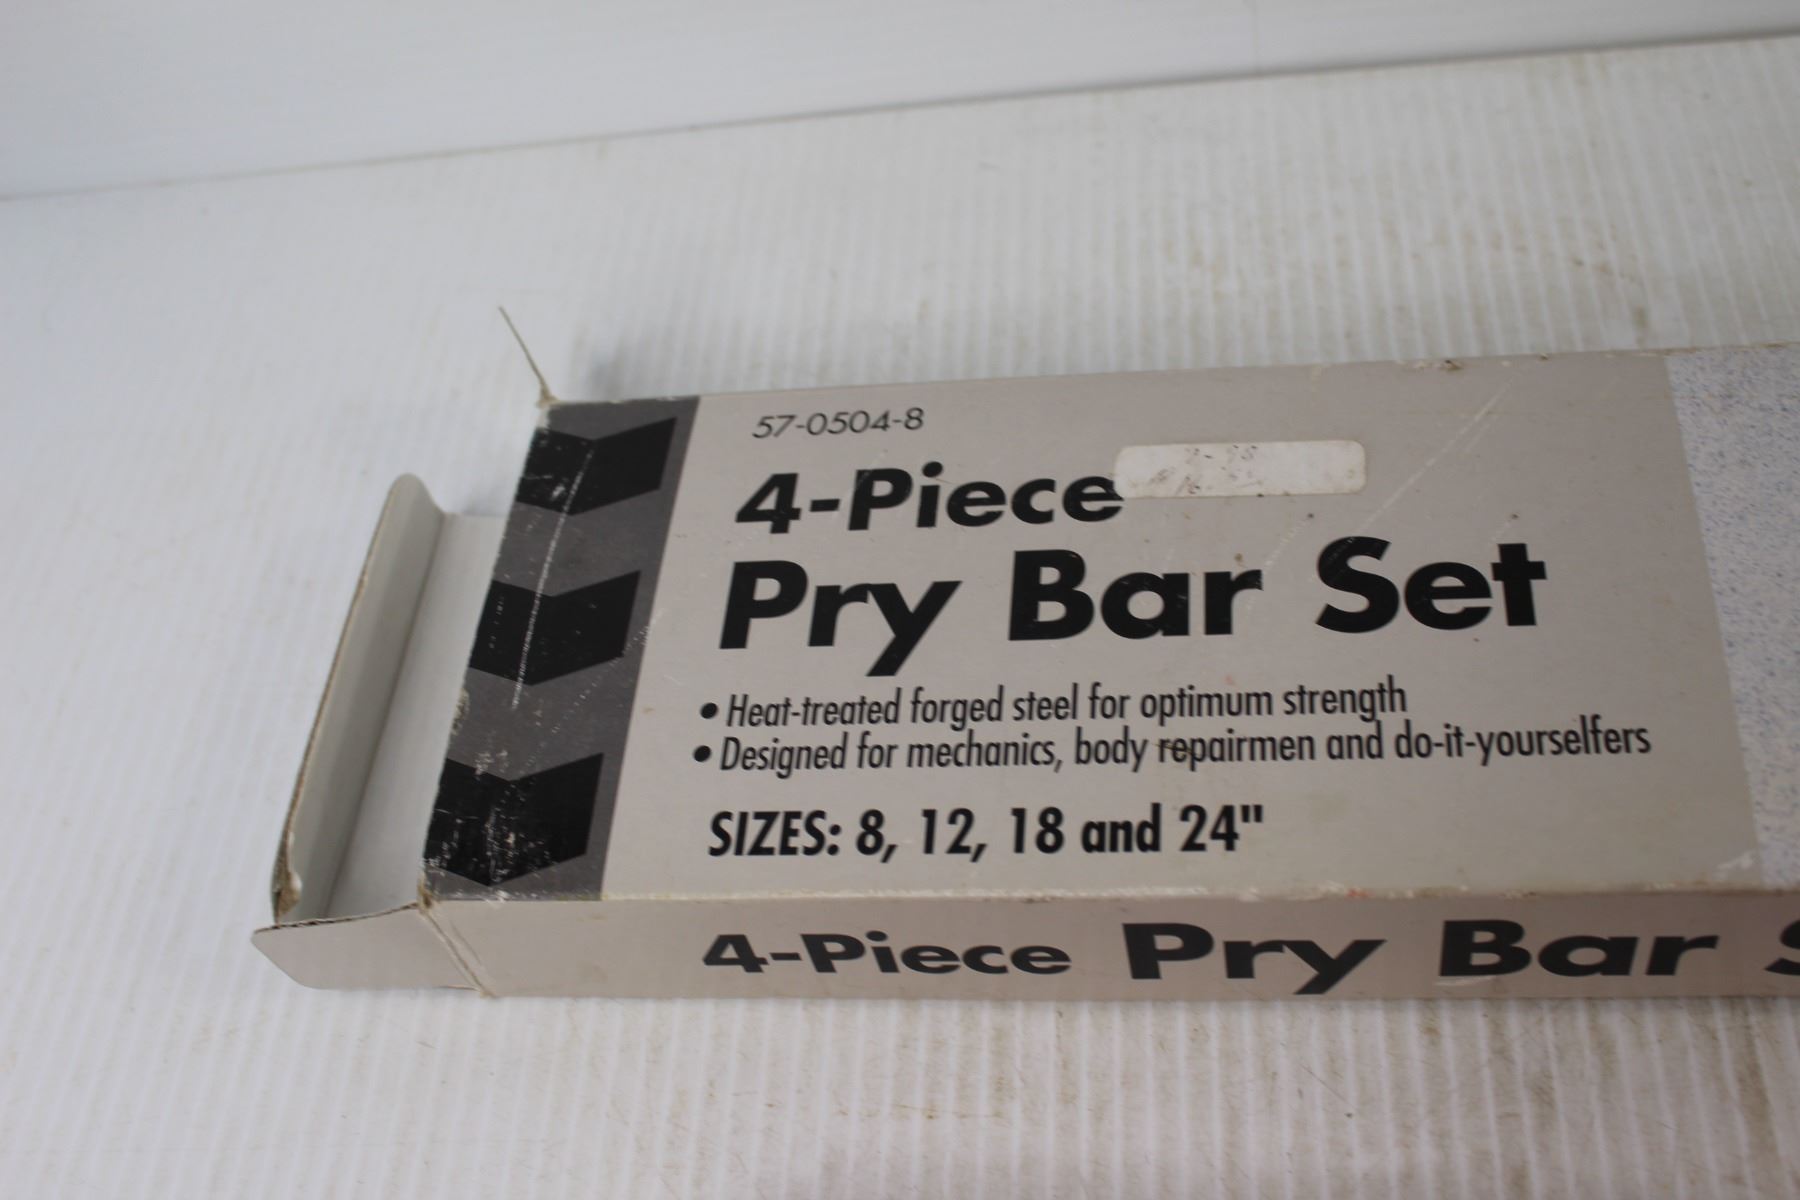 57-0504-8
4-Piece
Pry Bar Set
• Heat-treated forged steel for optimum strength
• Designed for mechanics, body repairmen and do-it-yourselfers
SIZES: 8, 12, 18 and 24"
4-Piece Pry Bar